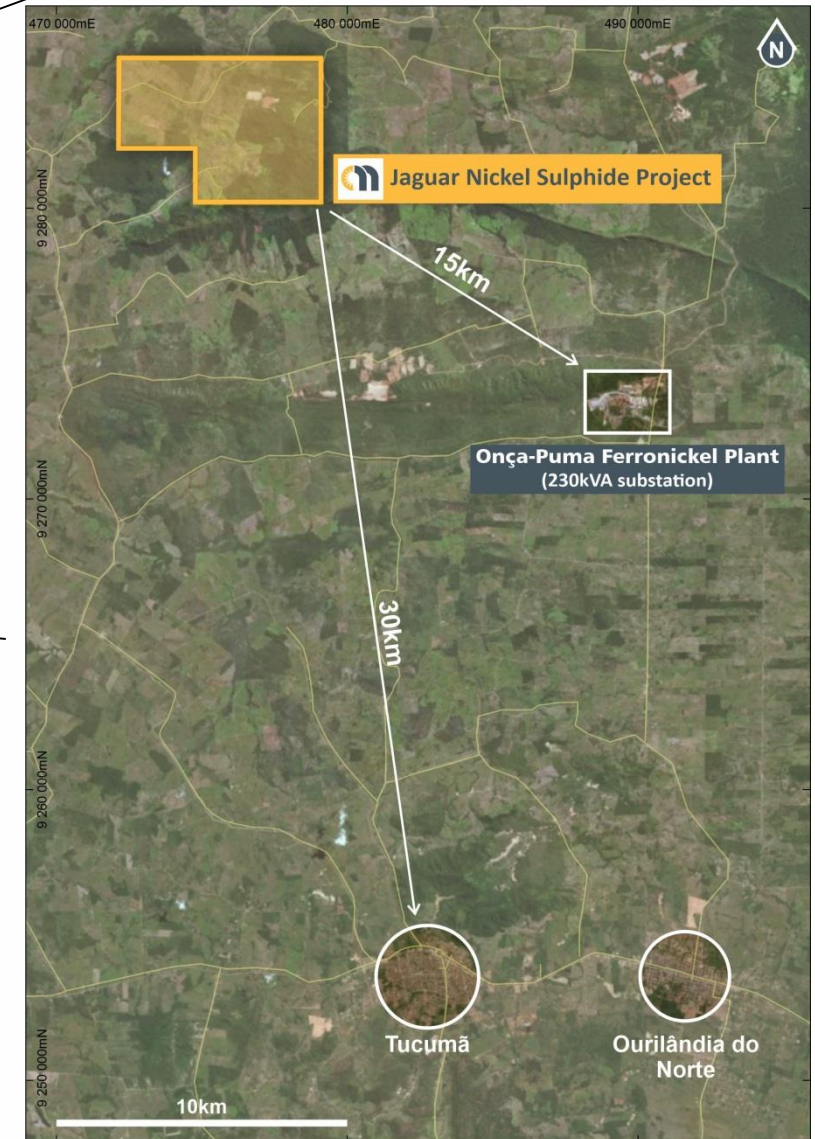 470 000mE
480 000mE
490 000mE
N
Jaguar Nickel Sulphide Project
9 280 000mN
15km
Onça-Puma Ferronickel Plant
(230kVA substation)
9 270 000mN
30km
9 260 000mN
Tucumã
Ourilândia do
Norte
9 250 000mN
10km